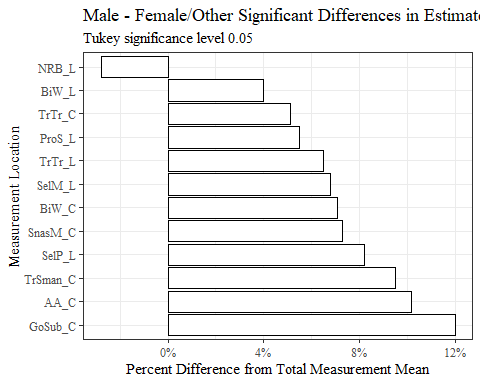 Male - Female/Other Significant Differences in Estimate
Tukey significance level 0.05
Measurement Location
NRB_L
BiW_L
TrTr_C
ProS_L
TrTr_L
SelM_L
BiW_C
SnasM_C
SelP_L
TrSman_C
AA_C
GoSub_C
0% 4% 8% 12%
Percent Difference from Total Measurement Mean